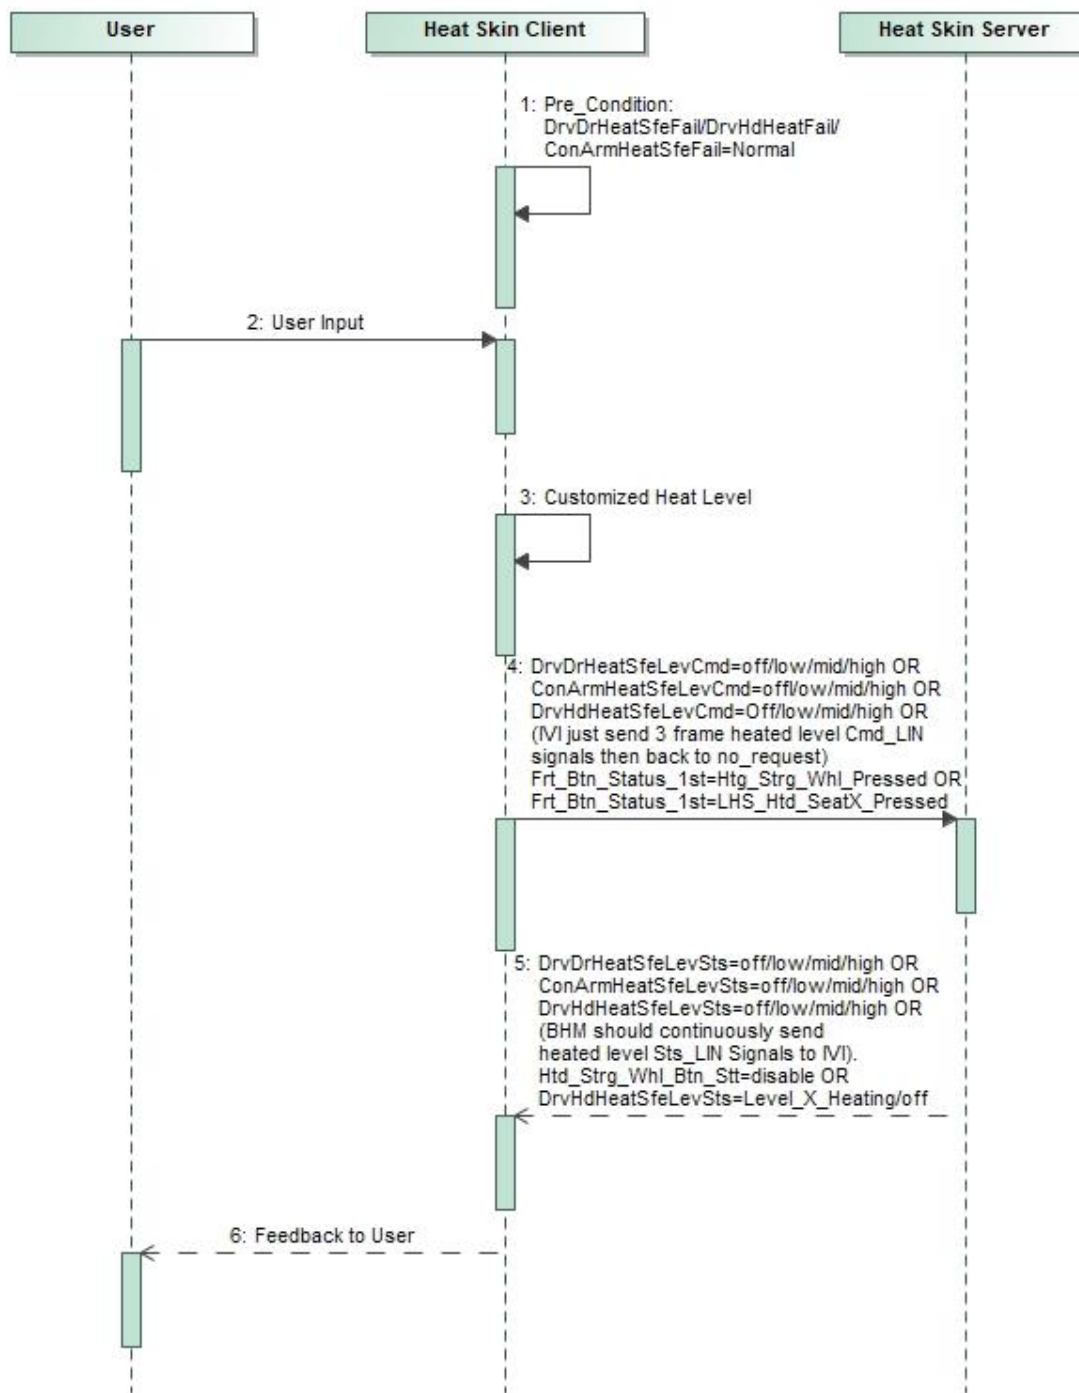 User
Heat Skin Client
Heat Skin Server
1: Pre_Condition:
DrvDrHeatSfeFail/DrvHdHeatFail/
ConArmHeatSfeFail=Normal
2: User Input
3: Customized Heat Level
4: DrvDrHeatSfeLevCmd=off/low/mid/high OR
ConArmHeatSfeLevCmd=offl/ow/mid/high OR
DrvHdHeatSfeLevCmd=Off/low/mid/high OR
(IVI just send 3 frame heated level Cmd_LIN
signals then back to no_request)
Frt_Btn_Status_1st=Htg_Strg_Whl_Pressed OR
Frt_Btn_Status_1st=LHS_Htd_SeatX_Pressed
5: DrvDrHeatSfeLevSts=off/low/mid/high OR
ConArmHeatSfeLevSts=off/low/mid/high OR
DrvHdHeatSfeLevSts=off/low/mid/high OR
(BHM should continuously send
heated level Sts_LIN Signals to IVI).
Htd_Strg_Whl_Btn_Stt=disable OR
DrvHdHeatSfeLevSts=Level_X_Heating/off
6: Feedback to User